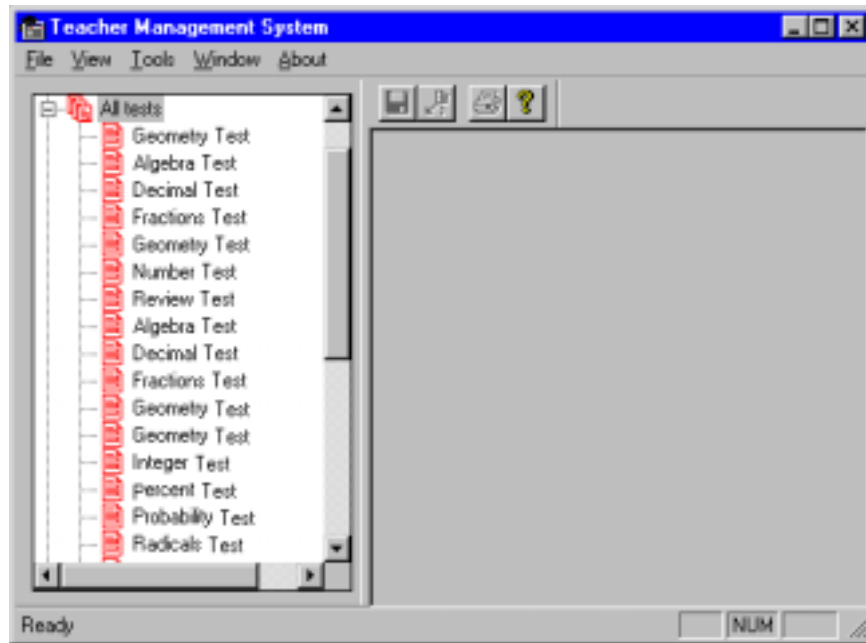 Teacher Management System
File View Tools Window About
All tests
Geometry Test
Algebra Test
Decimal Test
Fractions Test
Geometry Test
Number Test
Review Test
Algebra Test
Decimal Test
Fractions Test
Geometry Test
Geometry Test
Integer Test
Percent Test
Probability Test
Radicals Test
Ready NUM